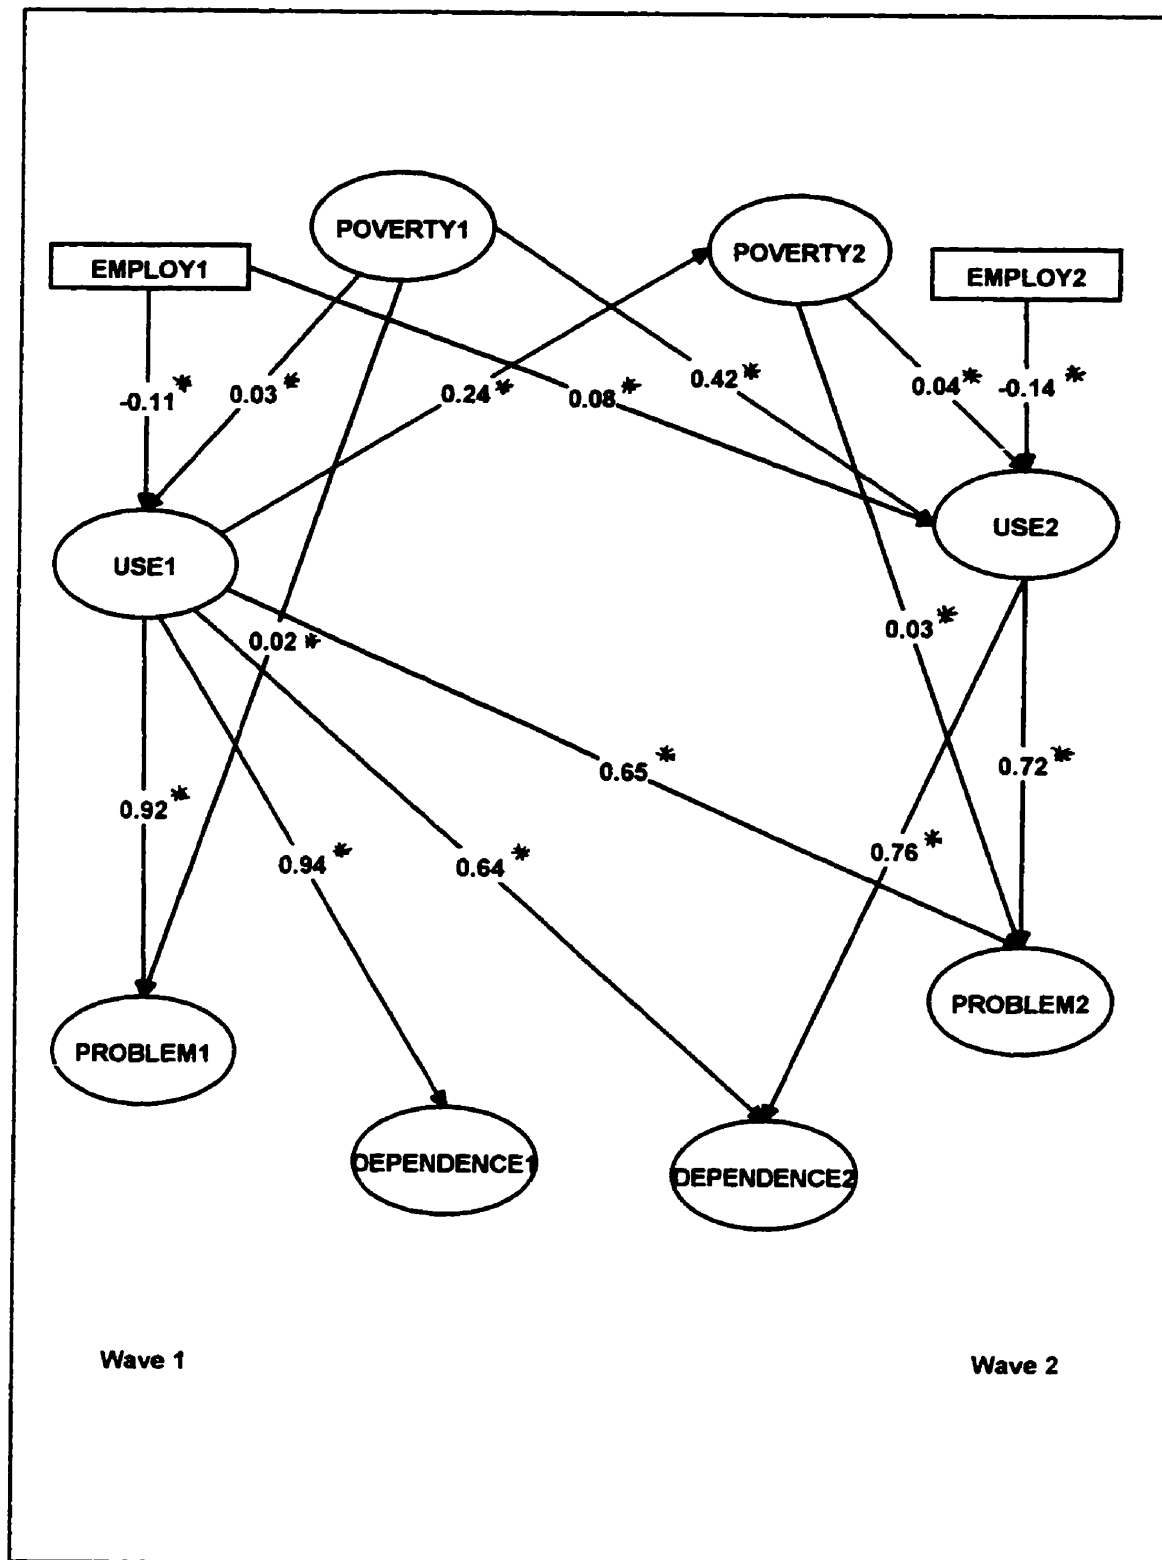 POVERTY1
POVERTY2
EMPLOY1
EMPLOY2
-0.11*
0.03*
0.24*
0.08*
0.42*
0.04*
-0.14*
USE1
USE2
0.02*
0.03*
0.92*
0.94*
0.64*
0.65*
0.76*
0.72*
PROBLEM1
PROBLEM2
DEPENDENCE1
DEPENDENCE2
Wave 1
Wave 2